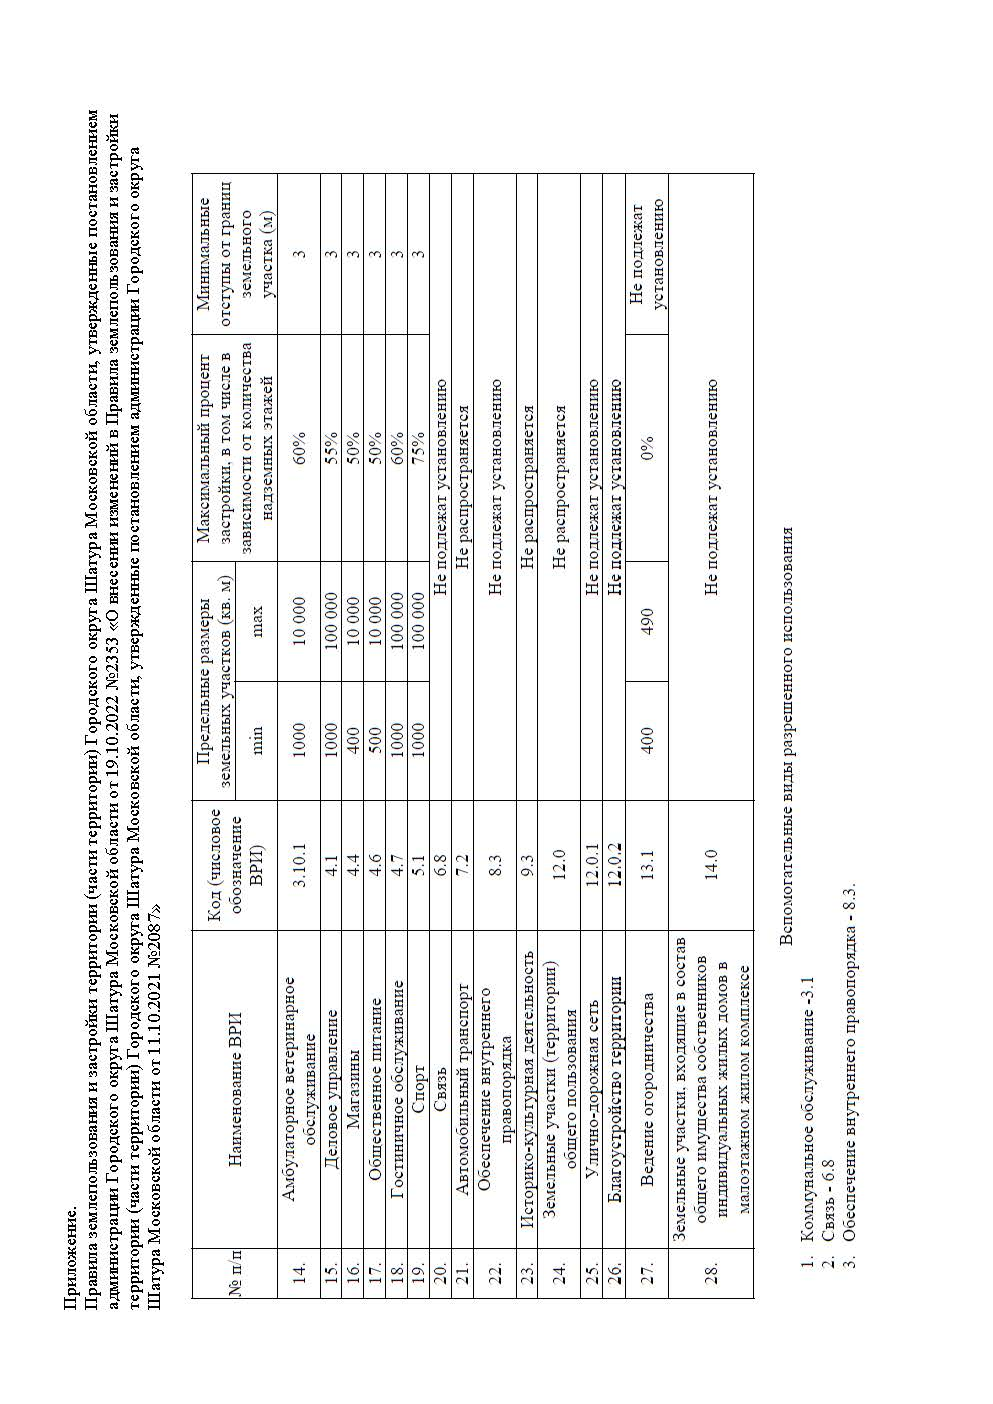 Приложение.
Правила землепользования и застройки территории (части территории) Городского округа Шатура Московской области, утвержденные постановлением
администрации Городского округа Шатура Московской области от 19.10.2022 №2353 «О внесении изменений в Правила землепользования и застройки
территории (части территории) Городского округа Шатура Московской области, утвержденные постановлением администрации Городского округа
Шатура Московской области от 11.10.2021 №2087»
№ п/п
Наименование ВРИ
Код (числовое
обозначение
ВРИ)
Предельные размеры
земельных участков (кв. м)
min
max
Максимальный процент
застройки, в том числе в
зависимости от количества
надземных этажей
Минимальные
отступы от границ
земельного
участка (м)
14. Амбулаторное ветеринарное
обслуживание 3.10.1 1000 10 000 60% 3
15. Деловое управление 4.1 1000 100 000 55% 3
16. Магазины 4.4 400 10 000 50% 3
17. Общественное питание 4.6 500 10 000 50% 3
18. Гостиничное обслуживание 4.7 1000 100 000 60% 3
19. Спорт 5.1 1000 100 000 75% 3
20. Связь 6.8 Не подлежат установлению
21. Автомобильный транспорт 7.2 Не распространяется
22. Обеспечение внутреннего
правопорядка 8.3 Не подлежат установлению
23. Историко-культурная деятельность 9.3 Не распространяется
24. Земельные участки (территории)
общего пользования 12.0 Не распространяется
25. Улично-дорожная сеть 12.0.1 Не подлежат установлению
26. Благоустройство территории 12.0.2 Не подлежат установлению
27. Ведение огородничества 13.1 400 490 0% Не подлежат
установлению
28. Земельные участки, входящие в состав
общего имущества собственников
индивидуальных жилых домов в
малоэтажном жилом комплексе 14.0 Не подлежат установлению
Вспомогательные виды разрешенного использования
1. Коммунальное обслуживание -3.1
2. Связь - 6.8
3. Обеспечение внутреннего правопорядка - 8.3.